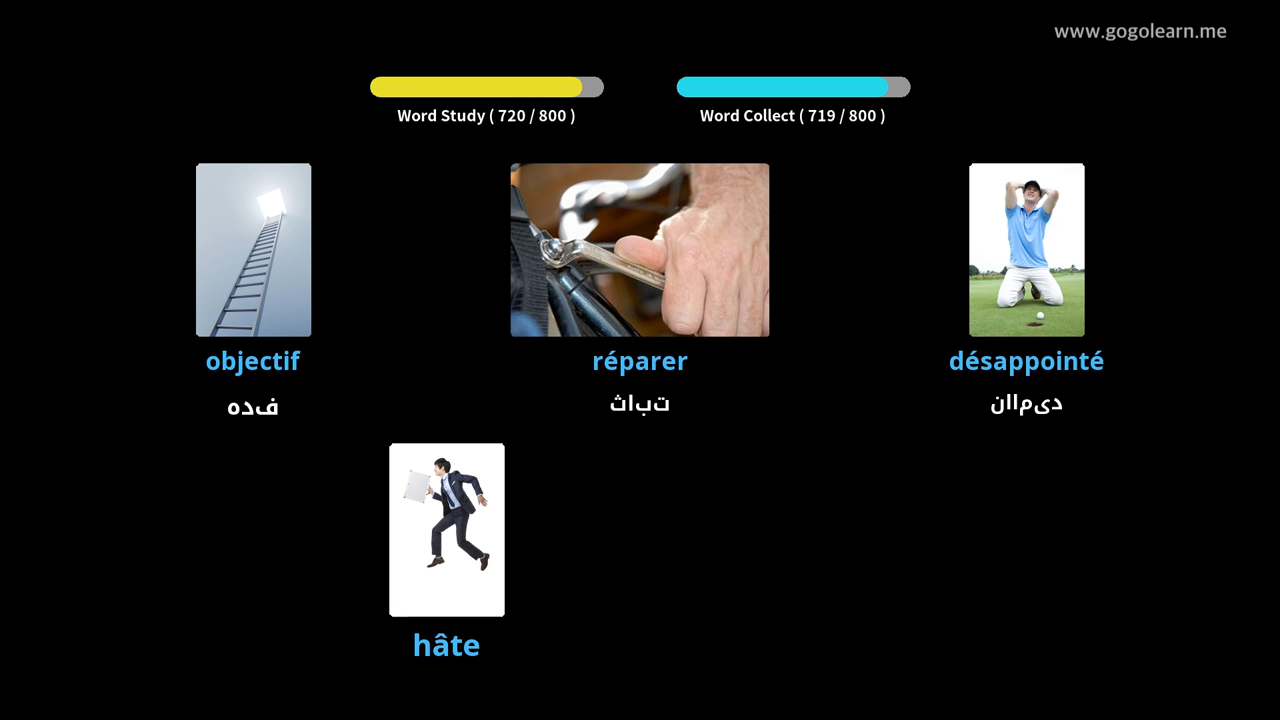 www.gogolearn.me
Word Study ( 720 / 800 )
Word Collect ( 719 / 800 )
objectif
réparer
désappointé
فده
تباث
دیماان
hâte